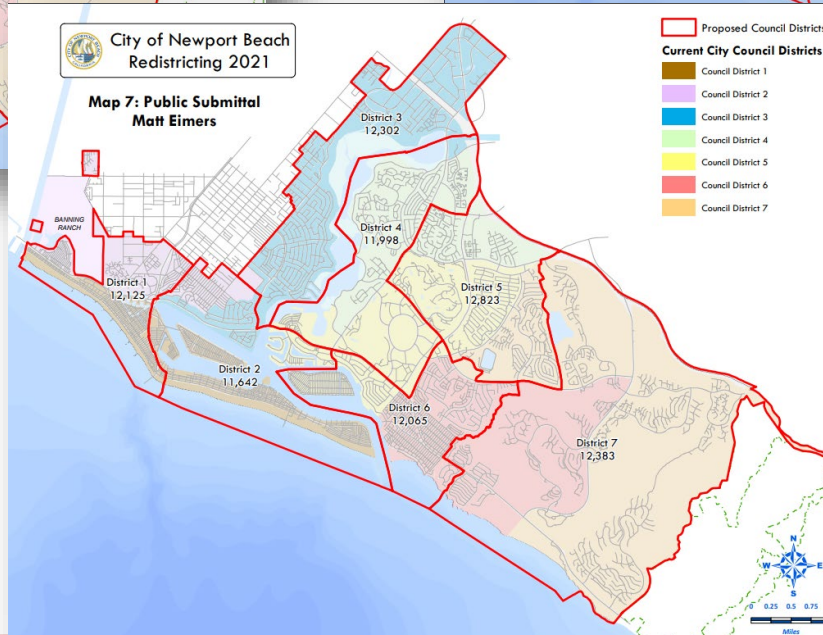 City of Newport Beach
Redistricting 2021
Map 7: Public Submittal
Matt Eimers
Proposed Council Districts
Current City Council Districts
Council District 1
Council District 2
Council District 3
Council District 4
Council District 5
Council District 6
Council District 7
District 3
12,302
District 4
11,998
BANNING
RANCH
District 1
12,125
District 5
12,823
District 2
11,642
District 6
12,065
District 7
12,383
N
W
E
S
0 0.25 0.5 0.75
Miles